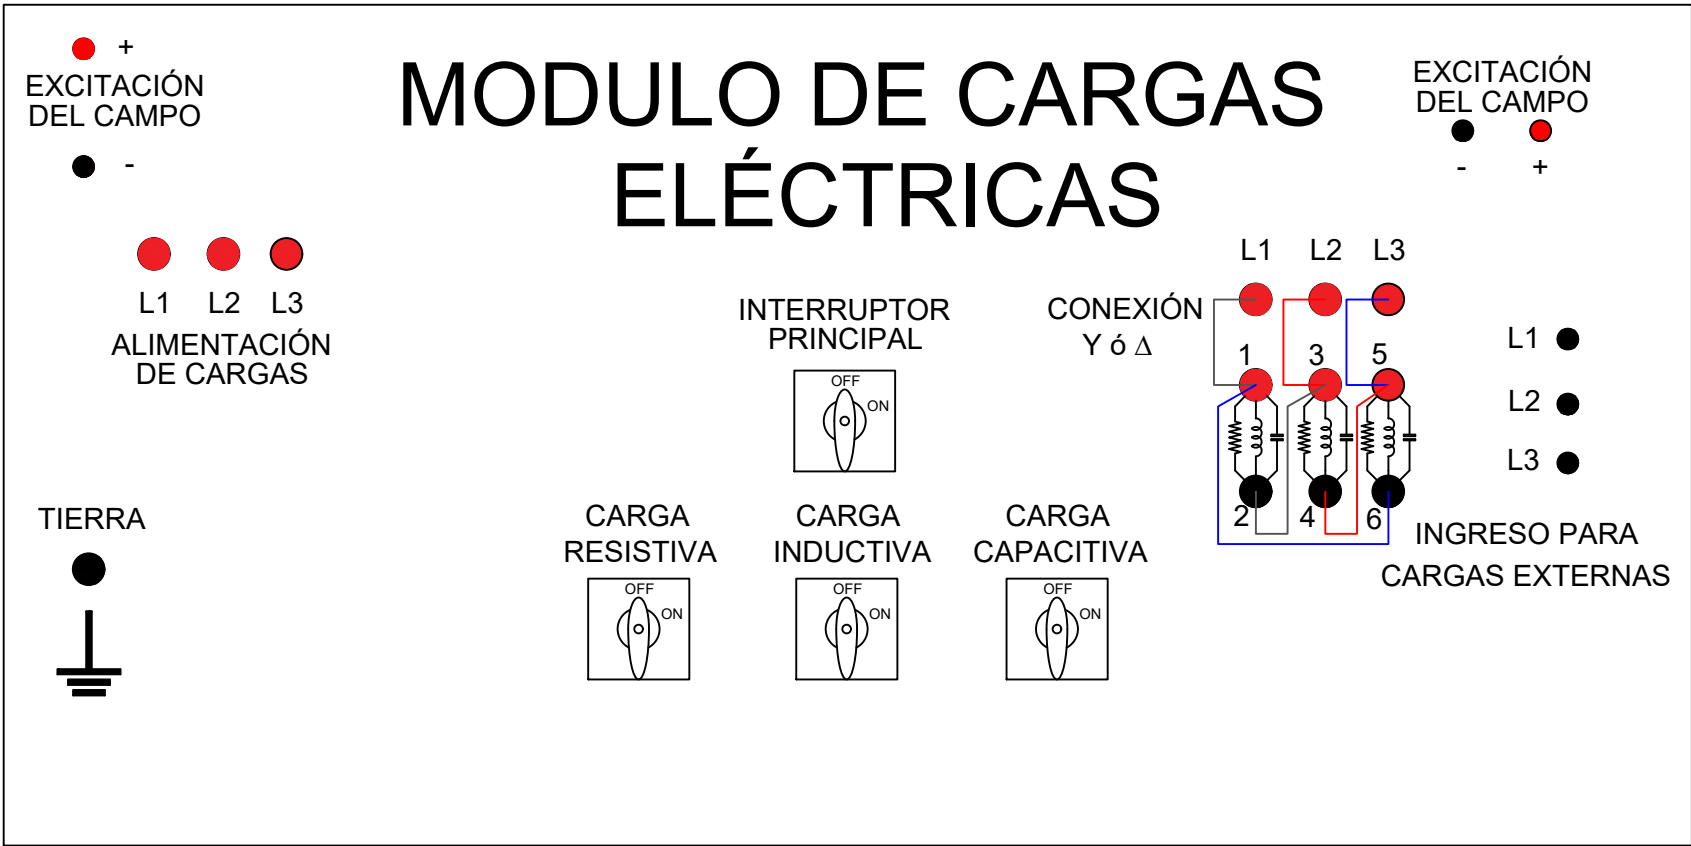 +
EXCITACIÓN
DEL CAMPO
-
MODULO DE CARGAS
ELÉCTRICAS
EXCITACIÓN
DEL CAMPO
- +
L1 L2 L3
ALIMENTACIÓN
DE CARGAS
INTERRUPTOR
PRINCIPAL
OFF
ON
CONEXIÓN
Y ó Δ
L1 L2 L3
1 3 5
2 4 6
L1
L2
L3
INGRESO PARA
CARGAS EXTERNAS
TIERRA
CARGA
RESISTIVA
OFF
ON
CARGA
INDUCTIVA
OFF
ON
CARGA
CAPACITIVA
OFF
ON